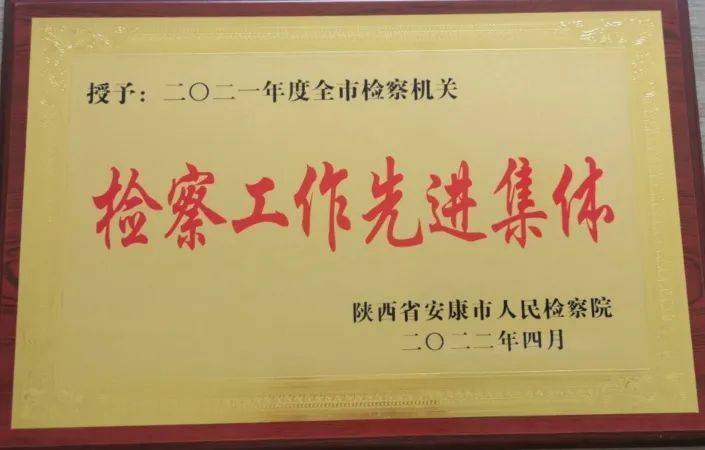 授予：二〇二一年度全市检察机关
检察工作先进集体
陕西省安康市人民检察院
二〇二二年四月